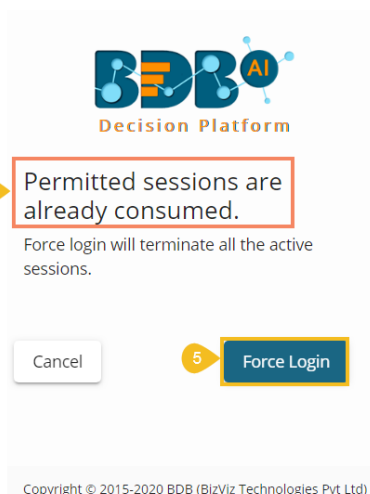 BDB AI
Decision Platform
Permitted sessions are
already consumed.
Force login will terminate all the active
sessions.
Cancel
5
Force Login
Copyright © 2015-2020 BDB (BizViz Technologies Pvt Ltd)